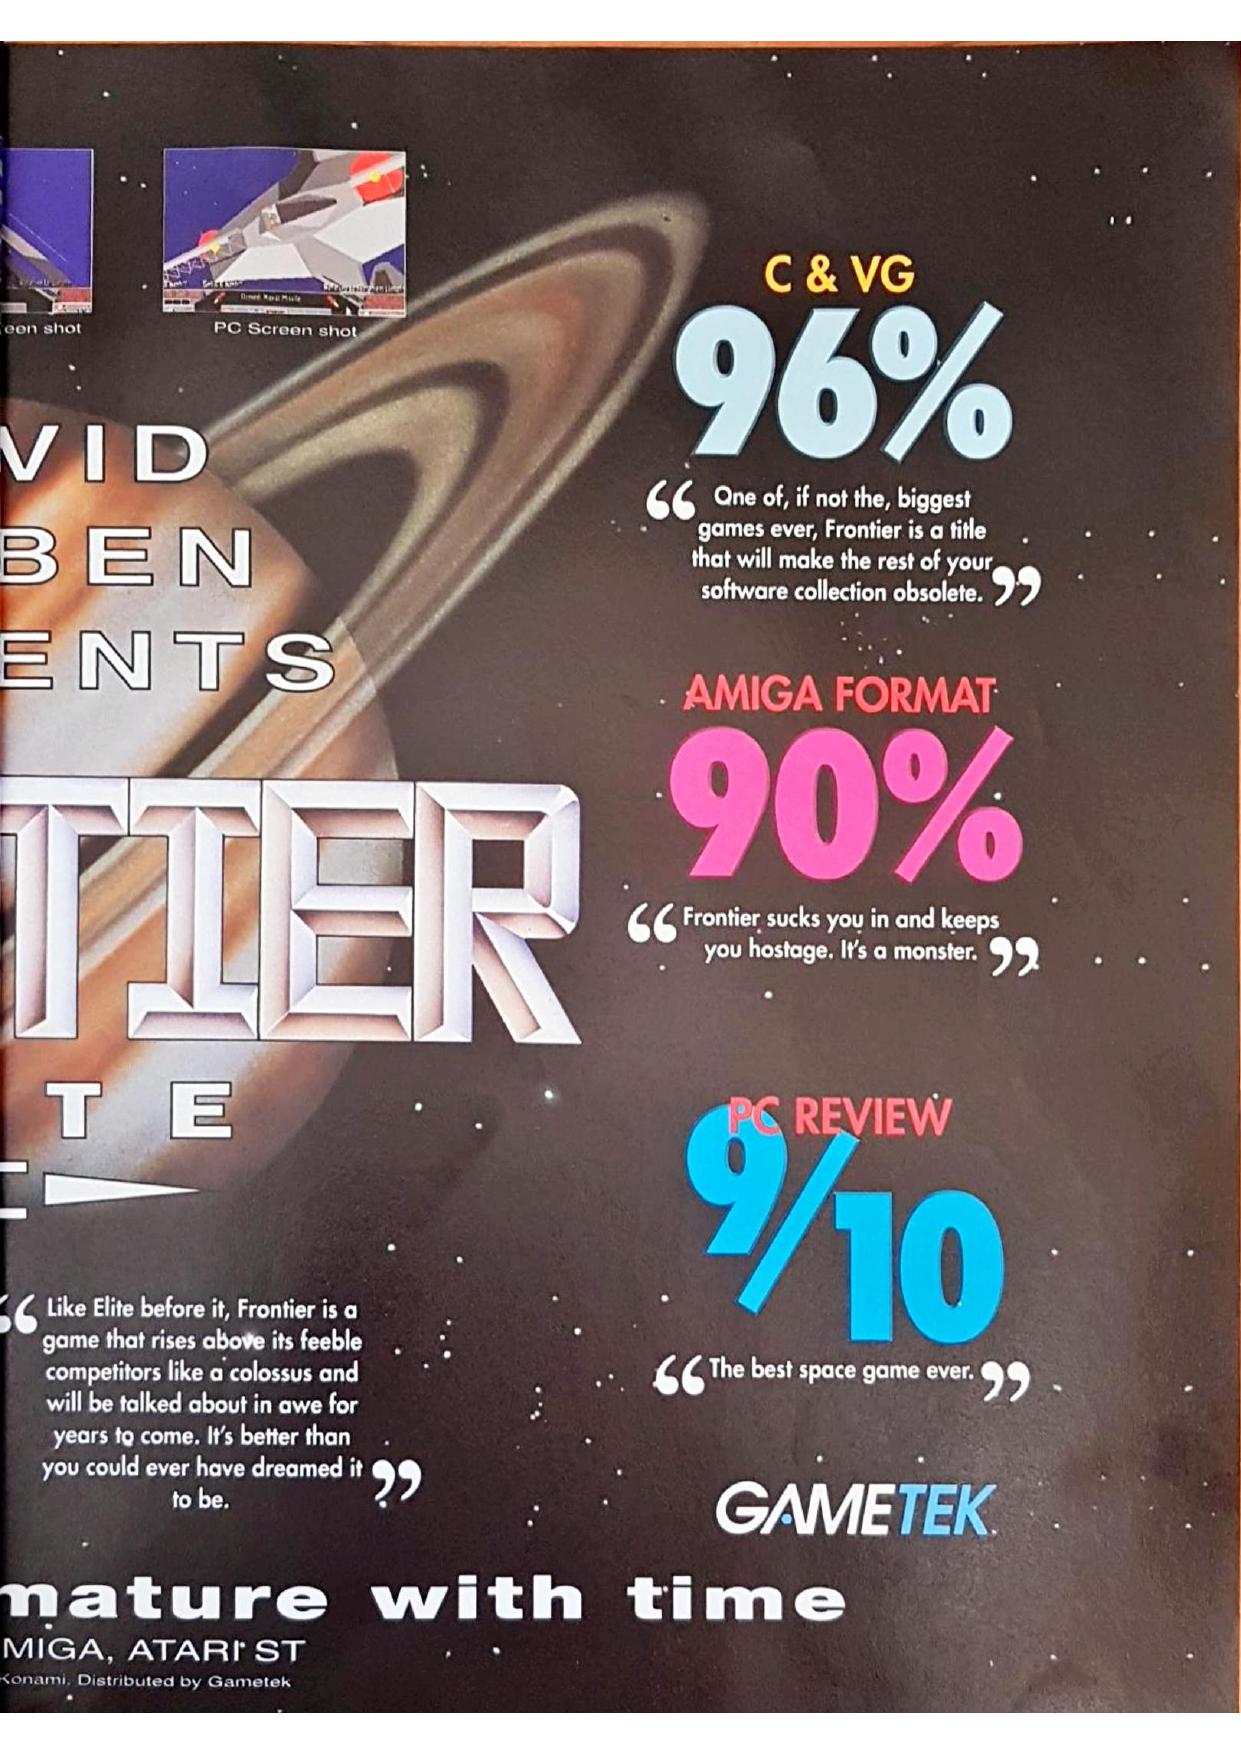 een shot
PC Screen shot
VID
BEN
ENTS
TIER
T E
C & VG
96%
“ One of, if not the, biggest
games ever, Frontier is a title
that will make the rest of your
software collection obsolete. ”
AMIGA FORMAT
90%
“ Frontier sucks you in and keeps
you hostage. It's a monster. ”
PC REVIEW
9/10
“ The best space game ever. ”
“ Like Elite before it, Frontier is a
game that rises above its feeble
competitors like a colossus and
will be talked about in awe for
years to come. It's better than
you could ever have dreamed it
to be. ”
GAMETEK
mature with time
MIGA, ATARI ST
Konami. Distributed by Gametek